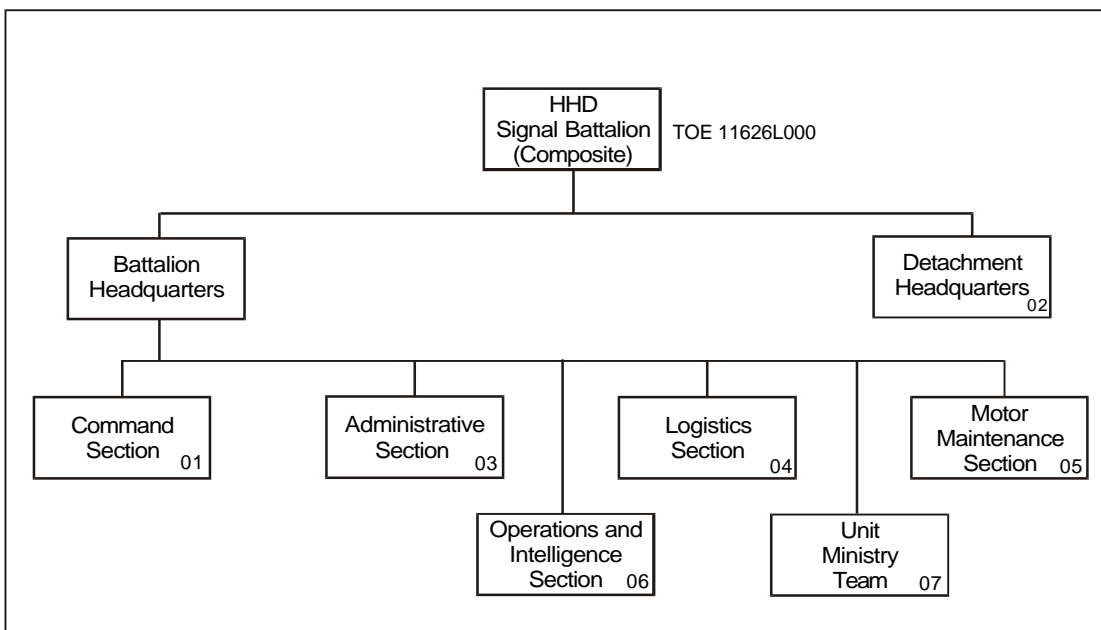 HHD
Signal Battalion
(Composite)
TOE 11626L000
Battalion
Headquarters
Detachment
Headquarters
02
Command
Section
01
Administrative
Section
03
Logistics
Section
04
Motor
Maintenance
Section
05
Operations and
Intelligence
Section
06
Unit
Ministry
Team
07